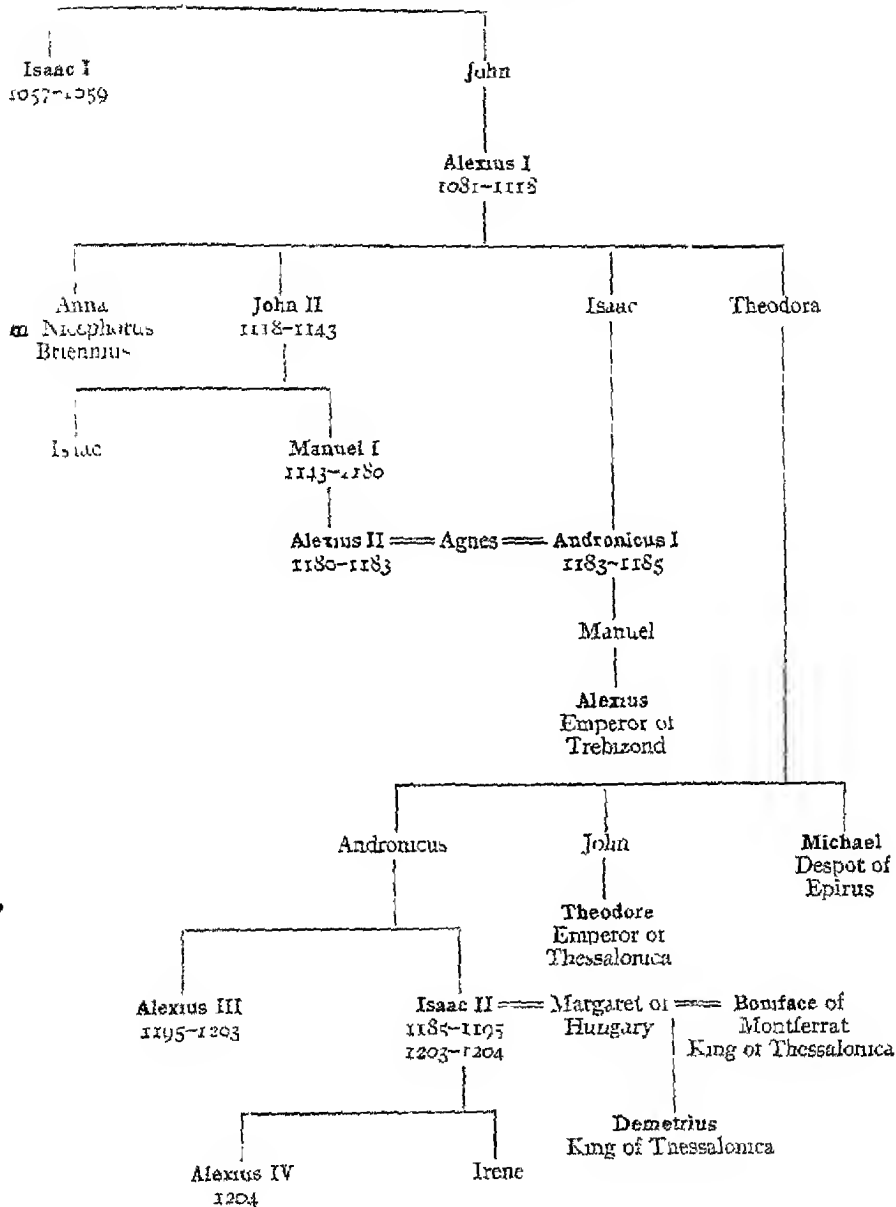 Isaac I
1057-1059
John
Alexius I
1081-1118
Anna
m Nicephorus
Briennius
John II
1118-1143
Isaac
Theodora
Isaac
Manuel I
1143-1180
Alexius II == Agnes == Andronicus I
1180-1183
1183-1185
Manuel
Alexius
Emperor of
Trebizond
Andronicus
John
Michael
Despot of
Epirus
Theodore
Emperor of
Thessalonica
Alexius III
1195-1203
Isaac II == Margaret of == Boniface of
1185-1195
Hungary
Montferrat
1203-1204
King of Thessalonica
Demetrius
King of Thessalonica
Alexius IV
1204
Irene